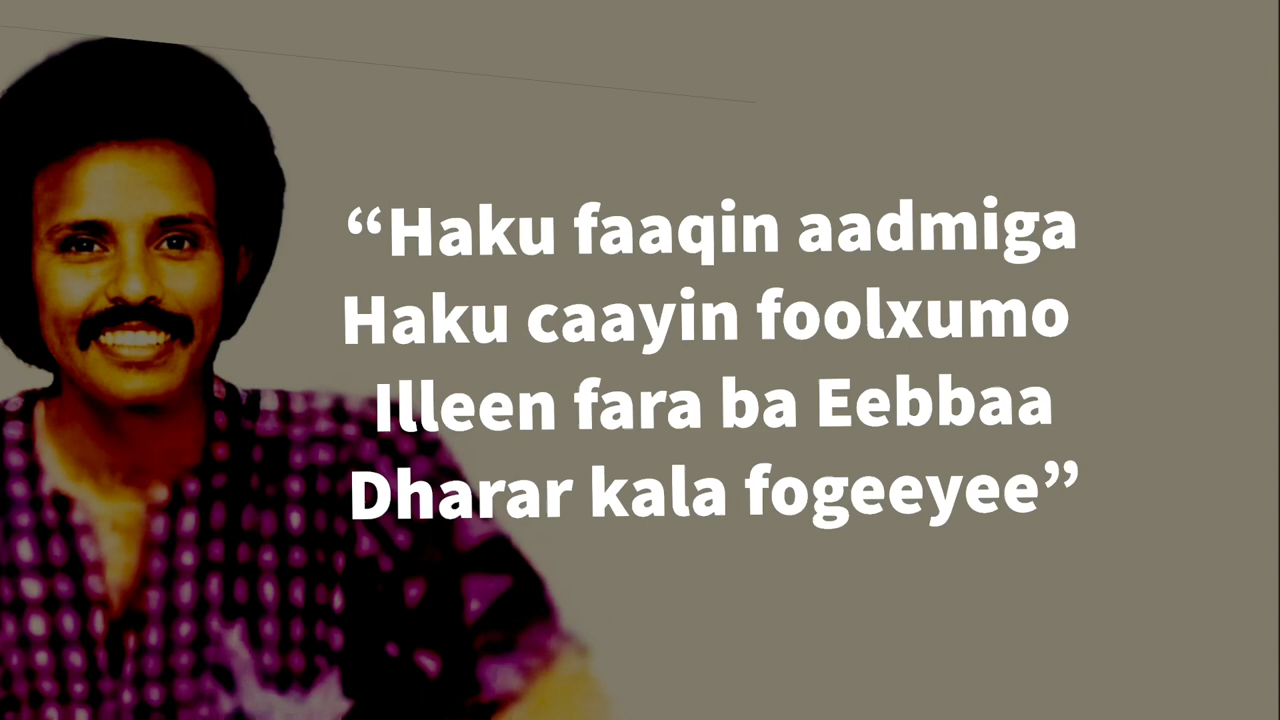 “Haku faaqin aadmiga
Haku caayin foolxumo
Illeen fara ba Eebbaa
Dharar kala fogeeyee”